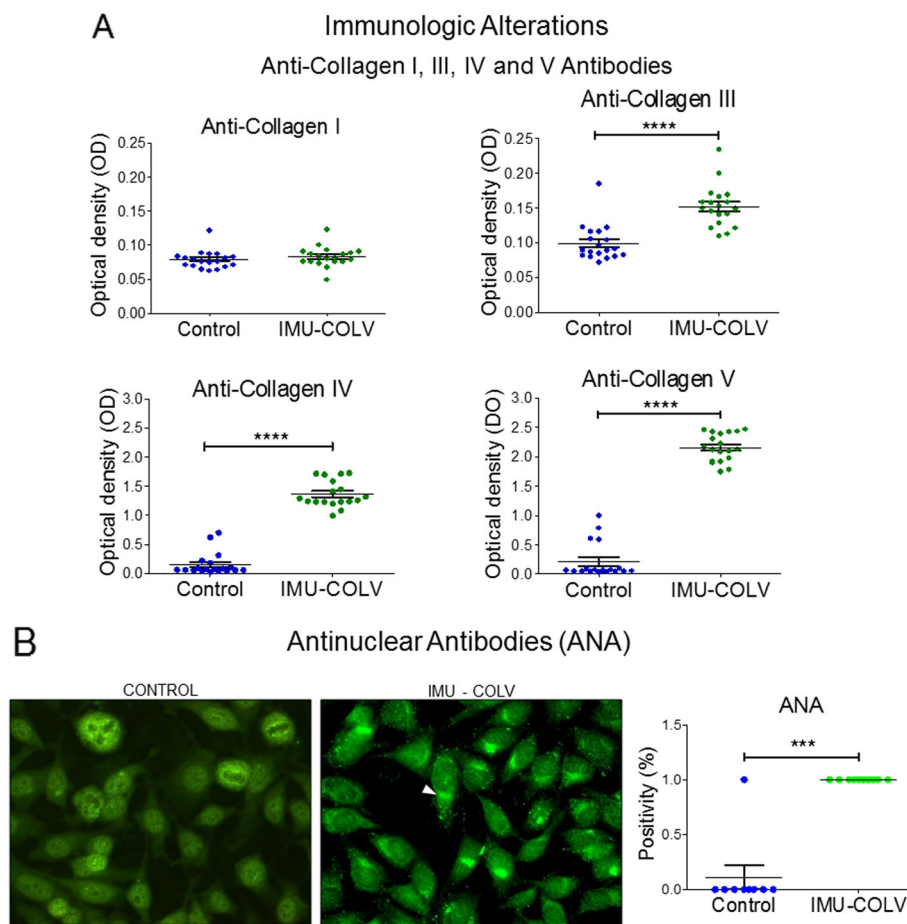 A
Immunologic Alterations
Anti-Collagen I, III, IV and V Antibodies
Anti-Collagen I
Optical density (OD)
0.25
0.20
0.15
0.10
0.05
0.00
Control IMU-COLV
Anti-Collagen III
****
Optical density (OD)
0.25
0.20
0.15
0.10
0.05
0.00
Control IMU-COLV
Anti-Collagen IV
****
Optical density (OD)
3.0
2.5
2.0
1.5
1.0
0.5
0.0
Control IMU-COLV
Anti-Collagen V
****
Optical density (DO)
3.0
2.5
2.0
1.5
1.0
0.5
0.0
Control IMU-COLV
B
Antinuclear Antibodies (ANA)
CONTROL
IMU - COLV
ANA
***
Positivity (%)
1.5
1.0
0.5
0.0
Control IMU-COLV